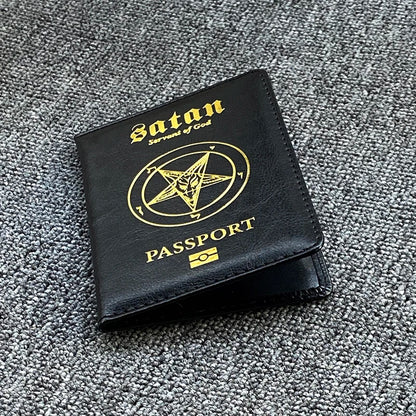 Satan
Servant of God
PASSPORT